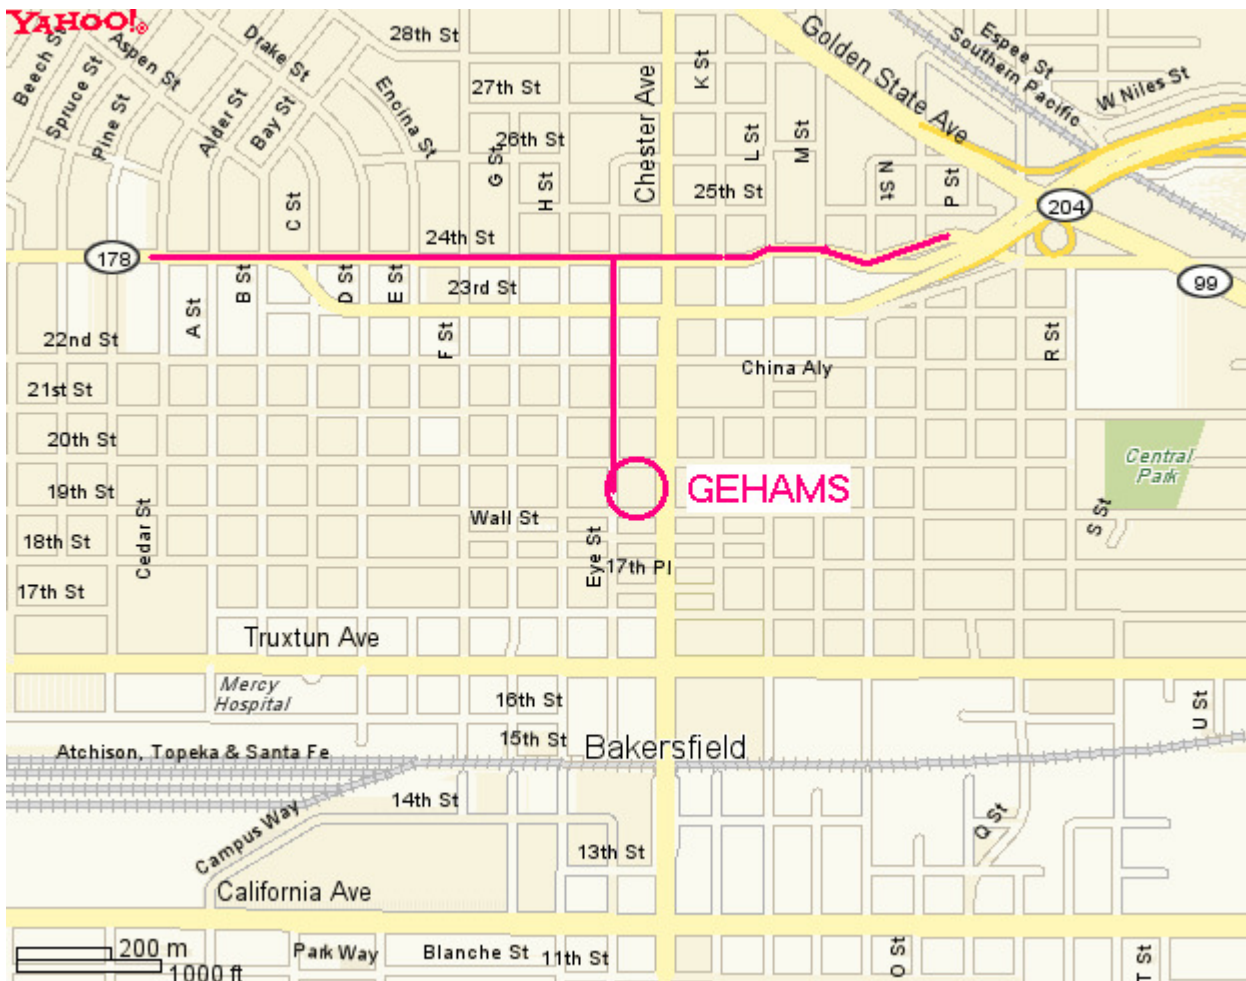 YAHOO!®
Beech St
Spruce St
Aspen St
Pine St
Drake St
Alder St
Bay St
Encina St
28th St
27th St
26th St
G St
H St
Chester Ave
K St
L St
M St
N St
P St
25th St
Golden State Ave
Espee St
Southern Pacific
W Niles St
204
99
178
C St
24th St
A St
B St
D St
E St
23rd St
F St
22nd St
China Aly
R St
21st St
20th St
19th St
GEHAMS
Central
Park
S St
Wall St
18th St
Cedar St
Eye St
17th Pl
17th St
Truxtun Ave
Mercy
Hospital
16th St
U St
15th St
Bakersfield
Atchison, Topeka & Santa Fe
14th St
Campus Way
Q St
13th St
California Ave
200 m
1000 ft
Park Way
Blanche St
11th St
O St
T St